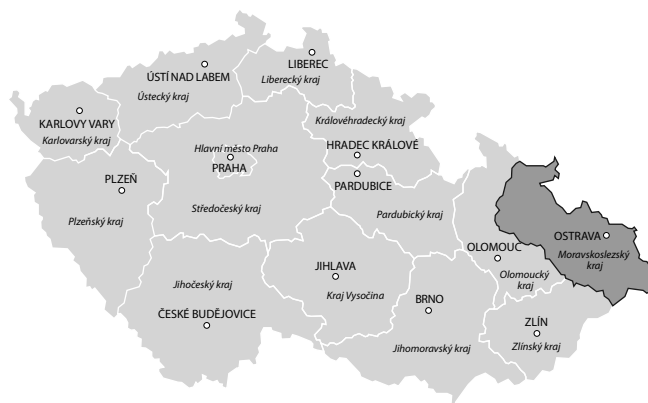 LIBEREC
Liberecký kraj
ÚSTÍ NAD LABEM
Ústecký kraj
KARLOVY VARY
Karlovarský kraj
Královéhradecký kraj
HRADEC KRÁLOVÉ
Hlavní město Praha
PRAHA
Středočeský kraj
PLZEŇ
Plzeňský kraj
PARDUBICE
Pardubický kraj
OSTRAVA
Moravskoslezský
kraj
OLOMOUC
Olomoucký
kraj
JIHLAVA
Kraj Vysočina
Jihočeský kraj
ČESKÉ BUDĚJOVICE
BRNO
Jihomoravský kraj
ZLÍN
Zlínský kraj